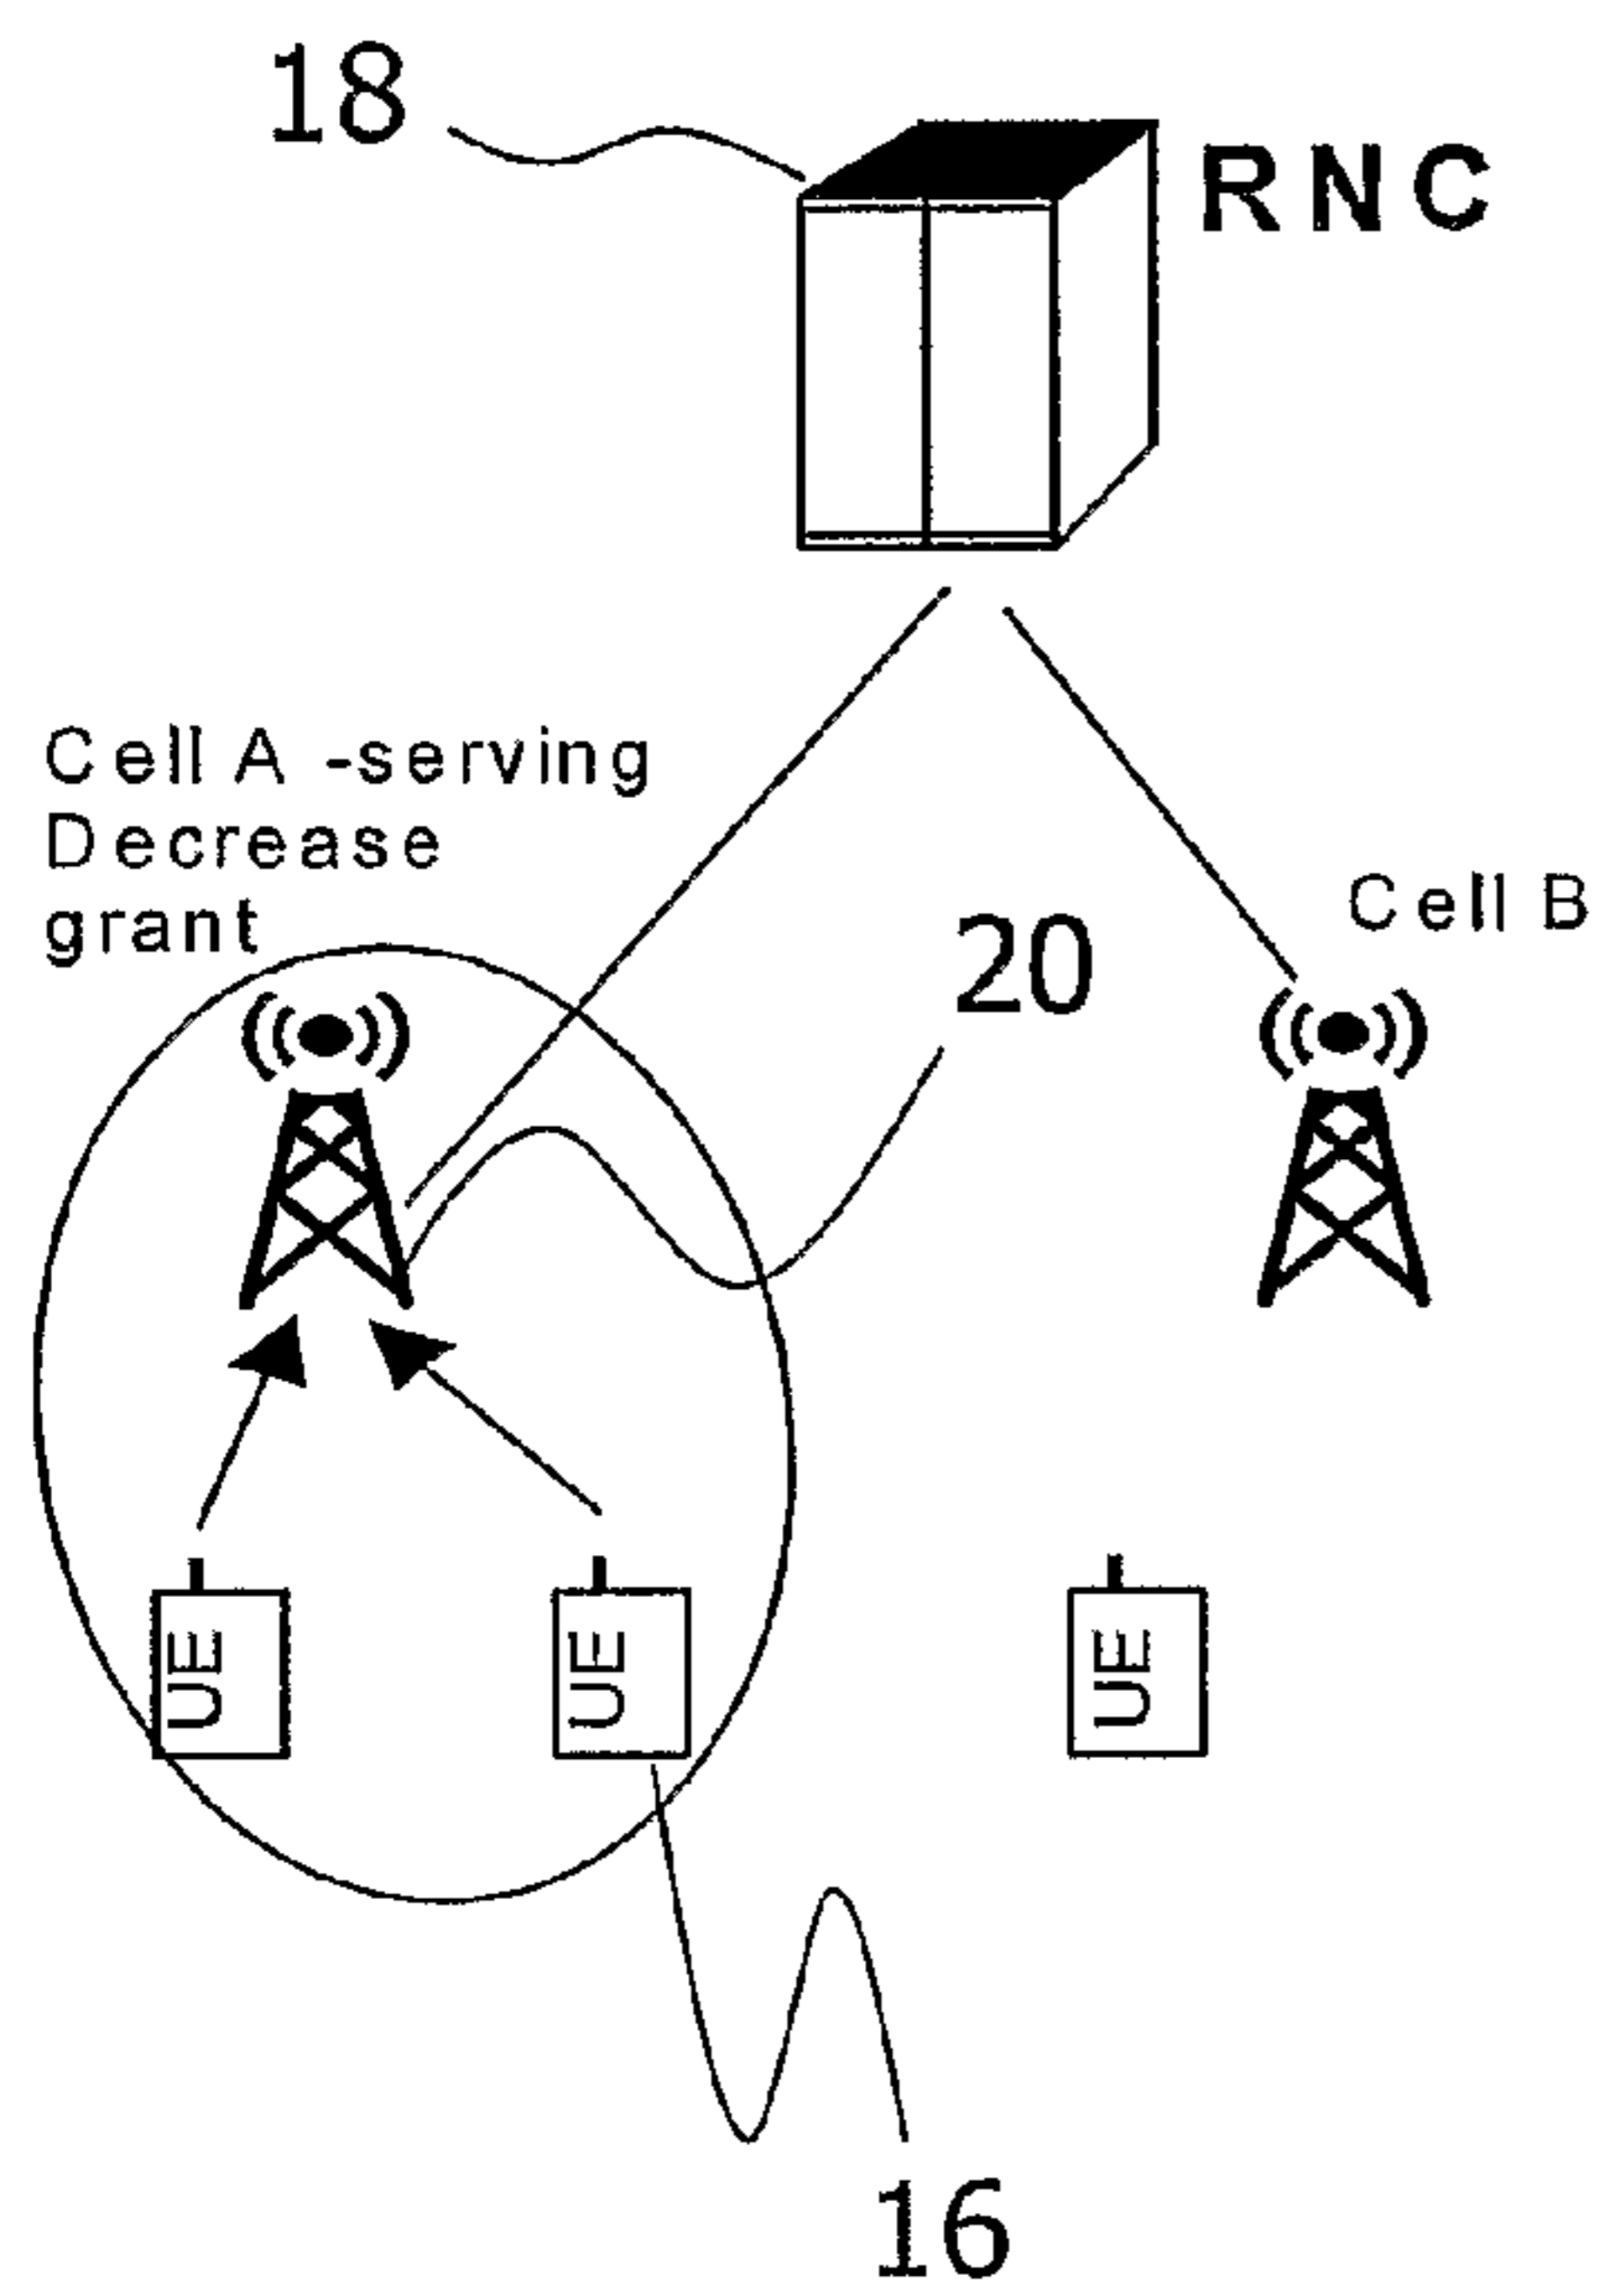 18
RNC
Cell A -serving
Decrease
grant
Cell B
20
UE
UE
UE
16